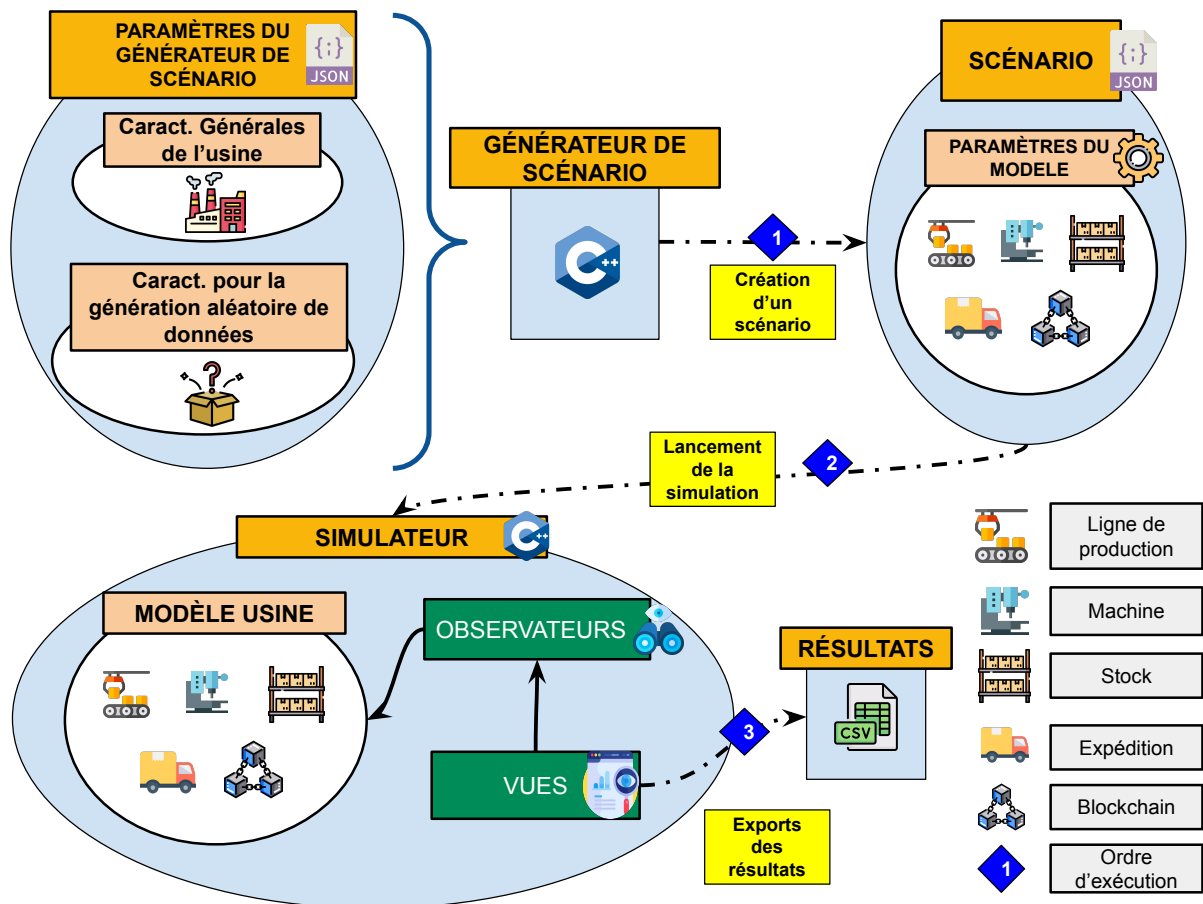 PARAMÈTRES DU
GÉNÉRATEUR DE
SCÉNARIO
{;}
JSON
Caract. Générales
de l'usine
Caract. pour la
génération aléatoire de
données
?
GÉNÉRATEUR DE
SCÉNARIO
C++
1
Création
d'un
scénario
SCÉNARIO
{;}
JSON
PARAMÈTRES DU
MODELE
Lancement
de la
simulation
2
SIMULATEUR
C++
MODÈLE USINE
OBSERVATEURS
VUES
3
Exports
des
résultats
RÉSULTATS
CSV
Ligne de
production
Machine
Stock
Expédition
Blockchain
1
Ordre
d'exécution